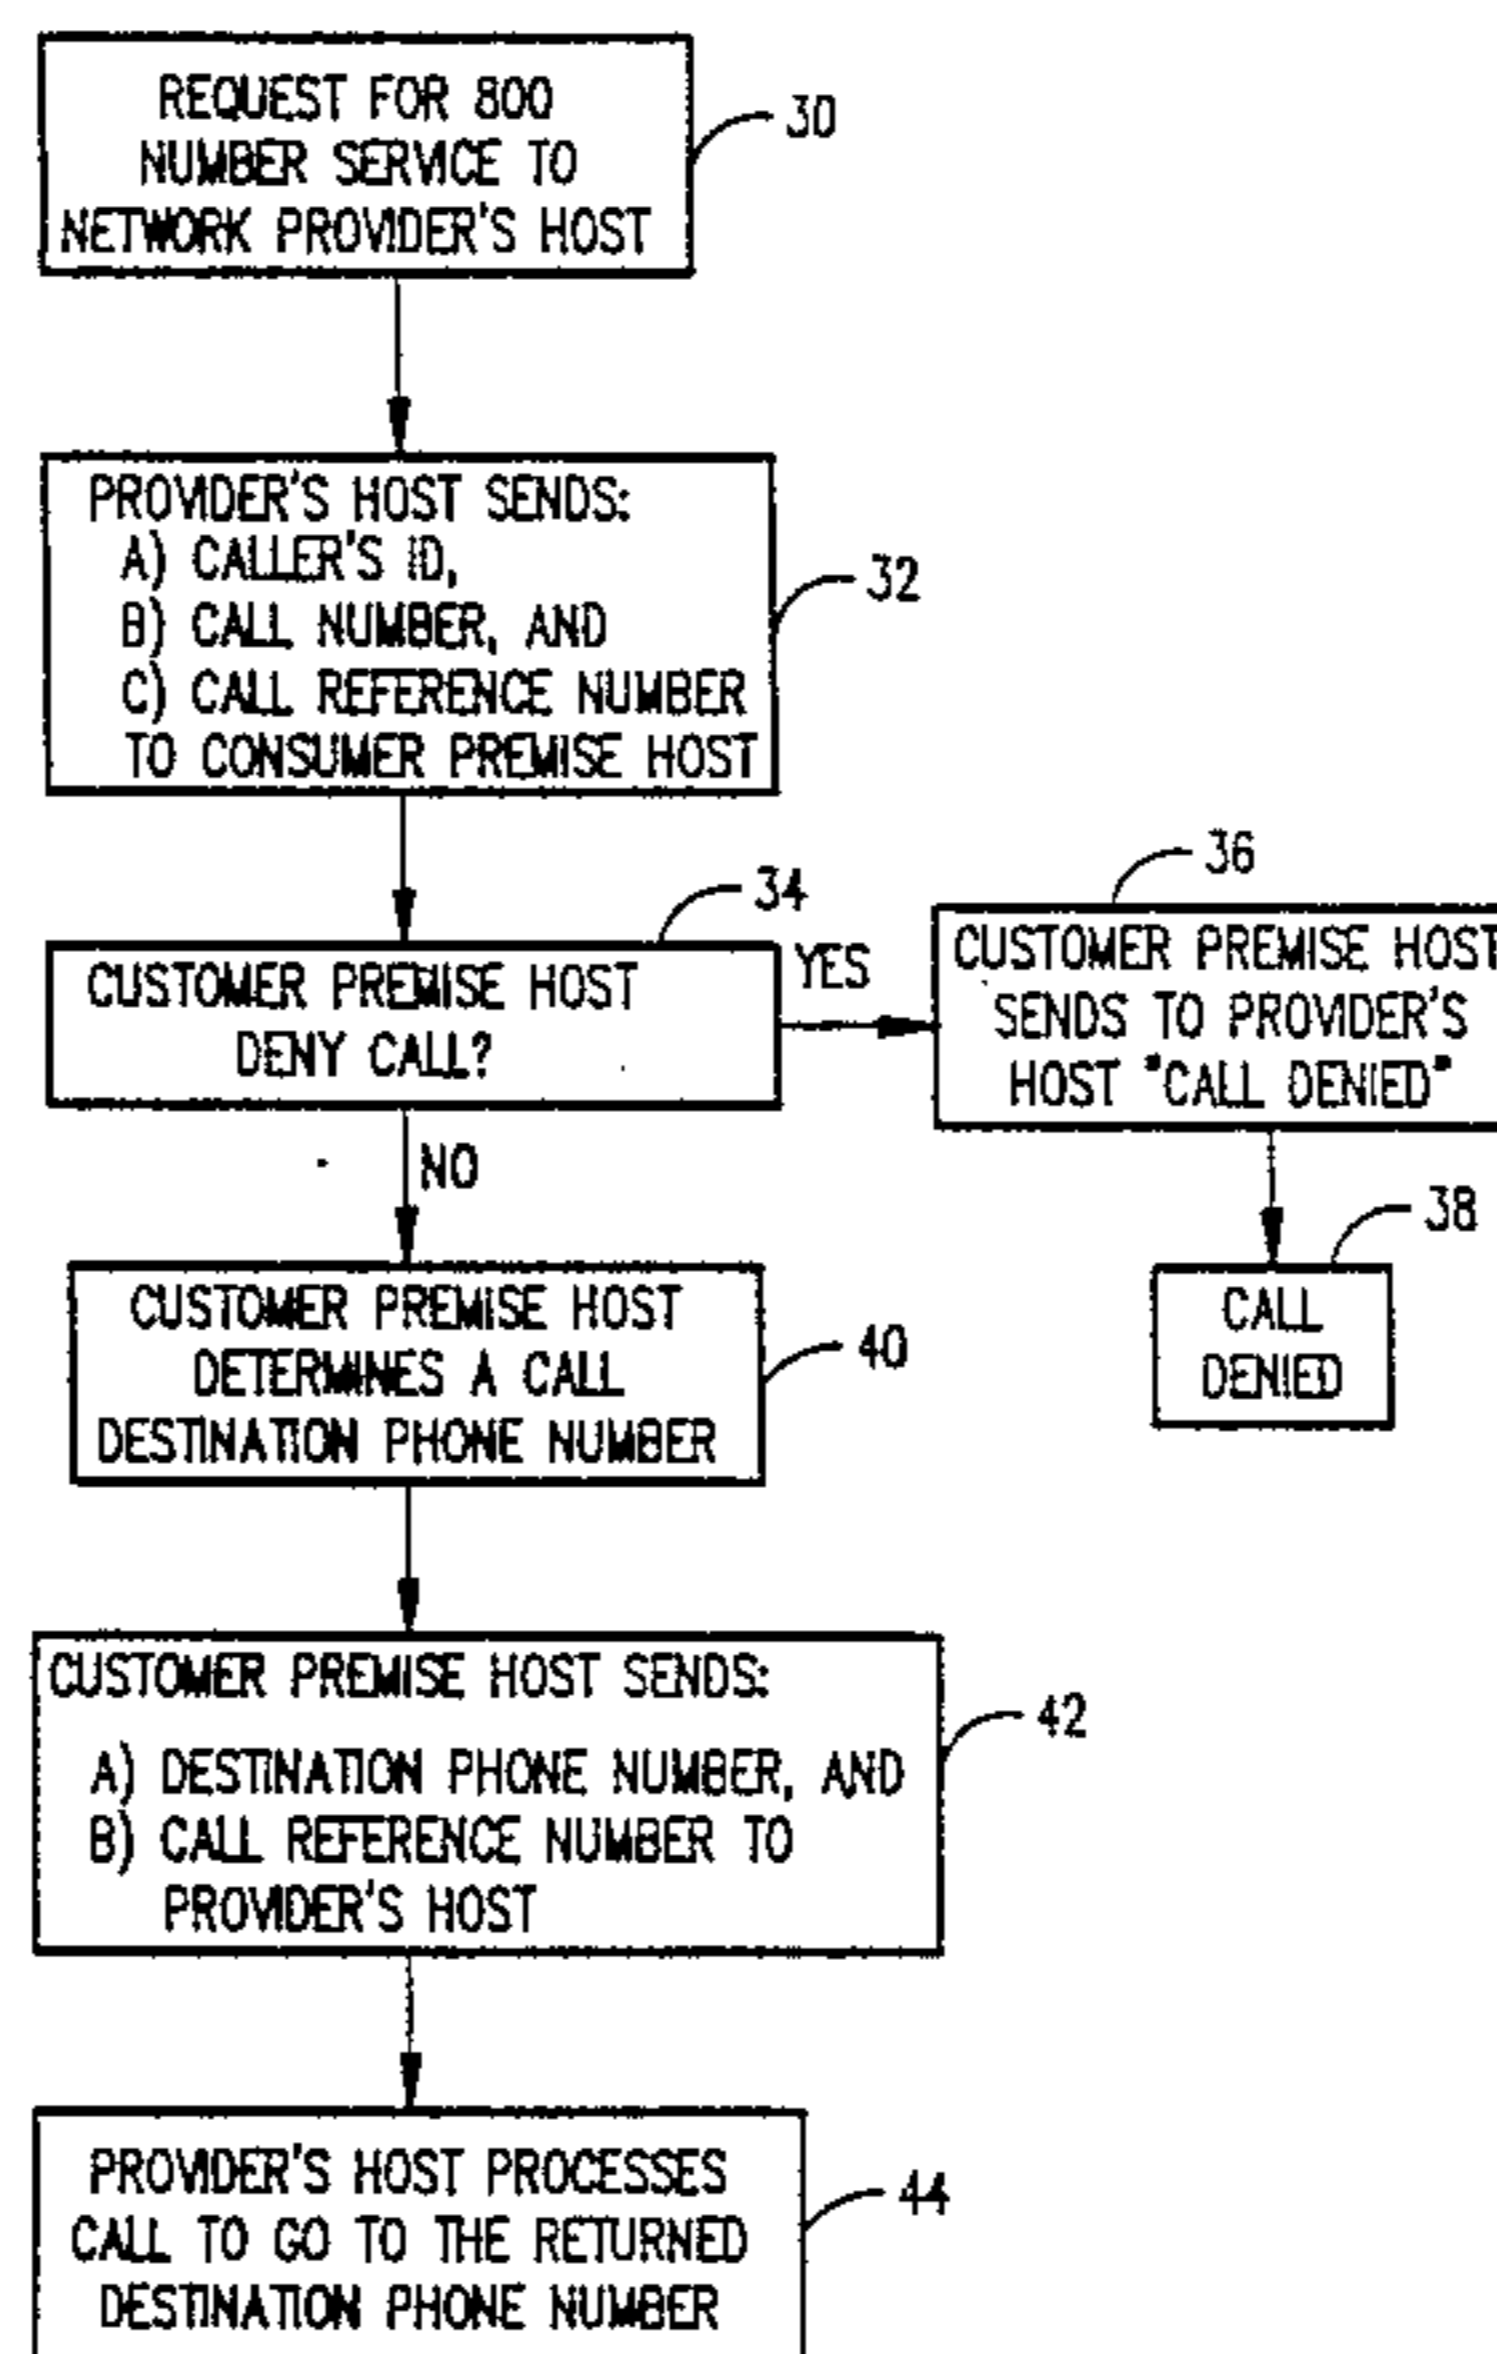 REQUEST FOR 800
NUMBER SERVICE TO
NETWORK PROVIDER'S HOST
30
PROVIDER'S HOST SENDS:
A) CALLER'S ID,
B) CALL NUMBER, AND
C) CALL REFERENCE NUMBER
TO CONSUMER PREMISE HOST
32
34
CUSTOMER PREMISE HOST
DENY CALL?
YES
36
CUSTOMER PREMISE HOST
SENDS TO PROVIDER'S
HOST "CALL DENIED"
NO
38
CALL
DENIED
CUSTOMER PREMISE HOST
DETERMINES A CALL
DESTINATION PHONE NUMBER
40
CUSTOMER PREMISE HOST SENDS:
A) DESTINATION PHONE NUMBER, AND
B) CALL REFERENCE NUMBER TO
PROVIDER'S HOST
42
PROVIDER'S HOST PROCESSES
CALL TO GO TO THE RETURNED
DESTINATION PHONE NUMBER
44